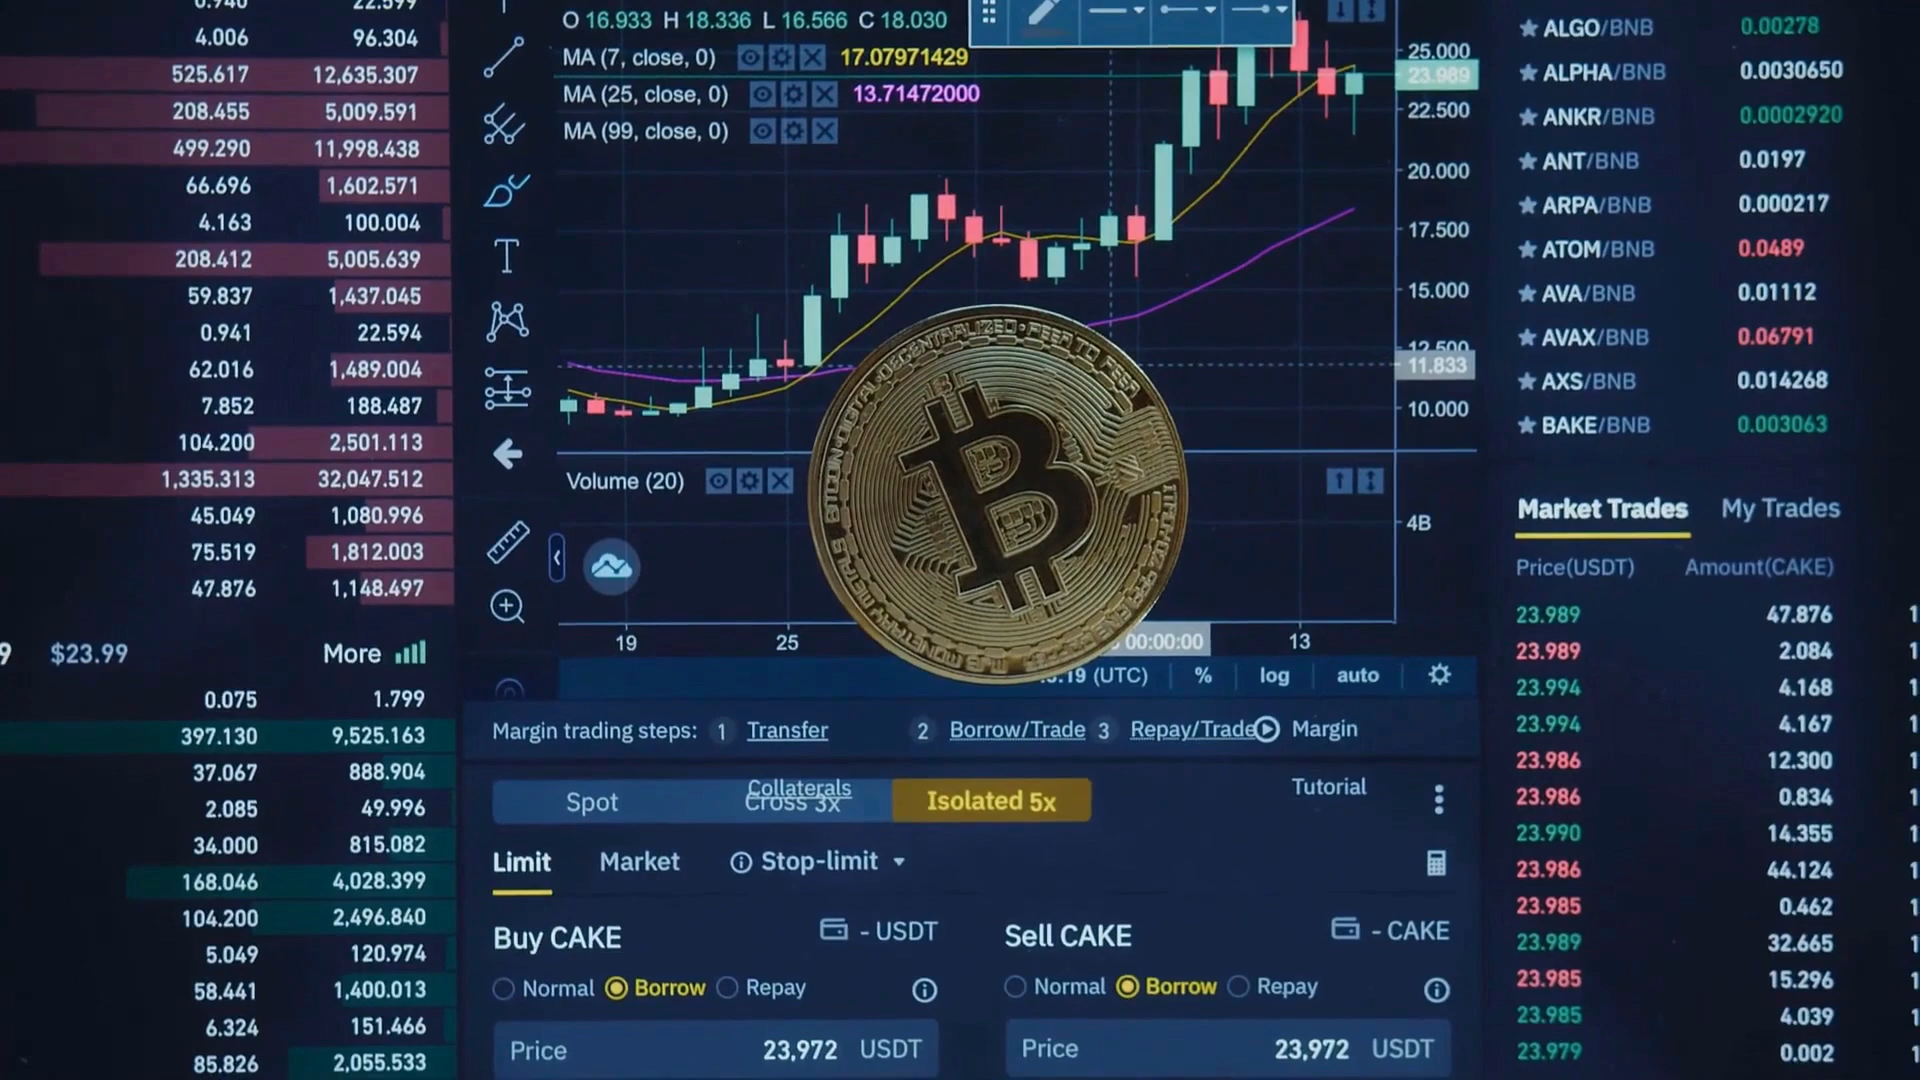 0.940 22.599
4.006 96.304
525.617 12,635.307
208.455 5,009.591
499.290 11,998.438
66.696 1,602.571
4.163 100.004
208.412 5,005.639
59.837 1,437.045
0.941 22.594
62.016 1,489.004
7.852 188.487
104.200 2,501.113
1,335.313 32,047.512
45.049 1,080.996
75.519 1,812.003
47.876 1,148.497
9 $23.99 More
0.075 1.799
397.130 9,525.163
37.067 888.904
2.085 49.996
34.000 815.082
168.046 4,028.399
104.200 2,496.840
5.049 120.974
58.441 1,400.013
6.324 151.466
85.826 2,055.533
O 16.933 H 18.336 L 16.566 C 18.030
MA (7, close, 0) 17.07971429
MA (25, close, 0) 13.71472000
MA (99, close, 0)
25.000
23.989
22.500
20.000
17.500
15.000
12.500
11.833
10.000
Volume (20)
4B
19 25 00:00:00 13
:19 (UTC) % log auto
DECENTRALIZED • PEER TO PEER
BITCOIN • DIGITAL
B
Margin trading steps: 1 Transfer 2 Borrow/Trade 3 Repay/Trade Margin
Collaterals Tutorial
Spot Cross 3x Isolated 5x
Limit Market Stop-limit
Buy CAKE - USDT
Normal Borrow Repay
Price 23,972 USDT
Sell CAKE - CAKE
Normal Borrow Repay
Price 23,972 USDT
ALGO/BNB 0.00278
ALPHA/BNB 0.0030650
ANKR/BNB 0.0002920
ANT/BNB 0.0197
ARPA/BNB 0.000217
ATOM/BNB 0.0489
AVA/BNB 0.01112
AVAX/BNB 0.06791
AXS/BNB 0.014268
BAKE/BNB 0.003063
Market Trades My Trades
Price(USDT) Amount(CAKE)
23.989 47.876
23.989 2.084
23.994 4.168
23.994 4.167
23.986 12.300
23.986 0.834
23.990 14.355
23.986 44.124
23.985 0.462
23.989 32.665
23.985 15.296
23.985 4.039
23.979 0.002